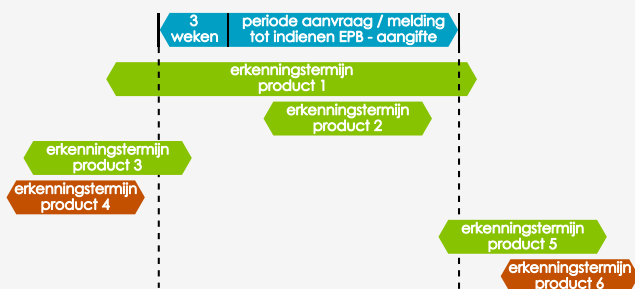 3
weken
periode aanvraag / melding
tot indienen EPB - aangifte
erkenningstermijn
product 1
erkenningstermijn
product 2
erkenningstermijn
product 3
erkenningstermijn
product 4
erkenningstermijn
product 5
erkenningstermijn
product 6